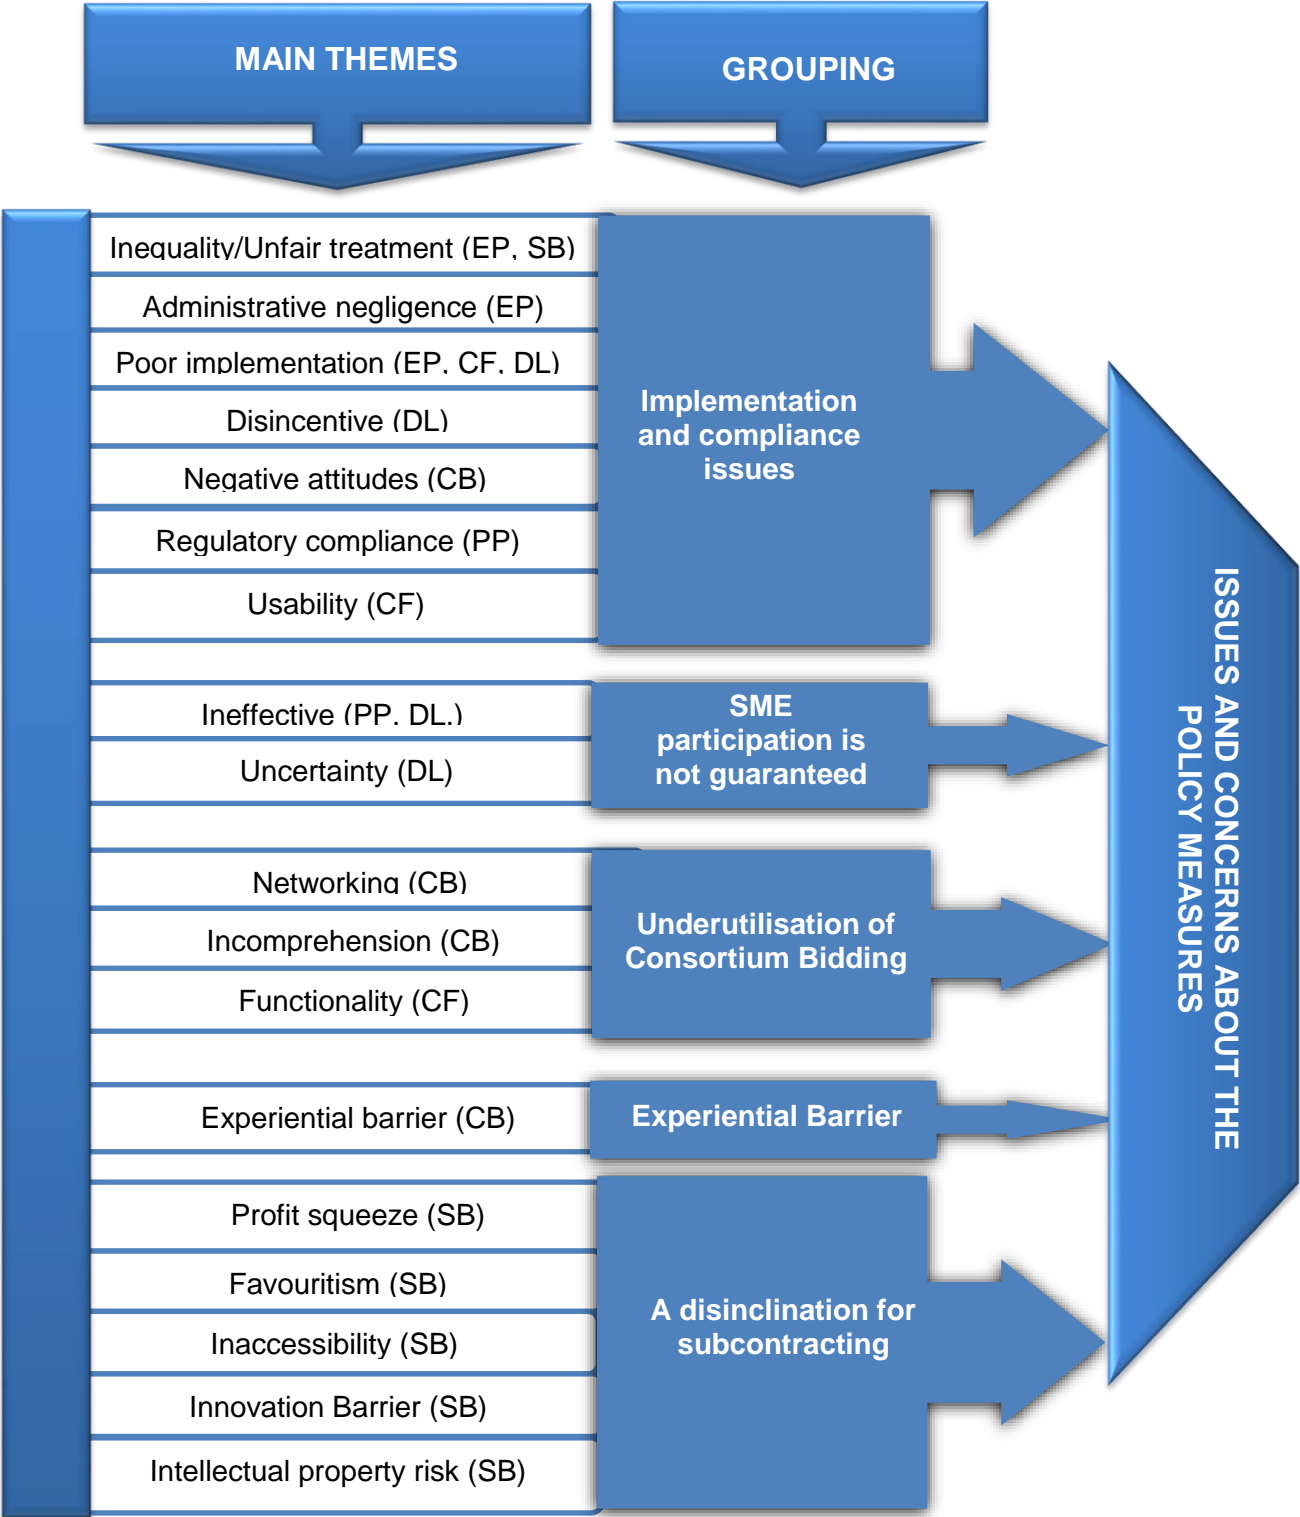 MAIN THEMES
GROUPING
Inequality/Unfair treatment (EP, SB)
Administrative negligence (EP)
Poor implementation (EP, CF, DL)
Disincentive (DL)
Negative attitudes (CB)
Regulatory compliance (PP)
Usability (CF)
Implementation
and compliance
issues
Ineffective (PP, DL,)
Uncertainty (DL)
SME
participation is
not guaranteed
Networking (CB)
Incomprehension (CB)
Functionality (CF)
Underutilisation of
Consortium Bidding
Experiential barrier (CB)
Experiential Barrier
Profit squeeze (SB)
Favouritism (SB)
Inaccessibility (SB)
Innovation Barrier (SB)
Intellectual property risk (SB)
A disinclination for
subcontracting
ISSUES AND CONCERNS ABOUT THE
POLICY MEASURES